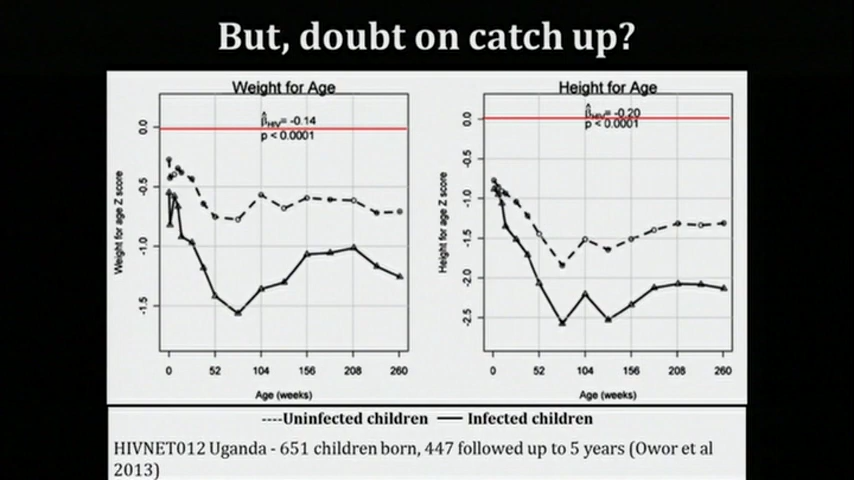 But, doubt on catch up?
Weight for Age
β̂HIV= -0.14
p < 0.0001
Weight for age Z score
0.0
-0.5
-1.0
-1.5
0 52 104 156 208 260
Age (weeks)
Height for Age
β̂HIV= -0.20
p < 0.0001
Height for age Z score
0.0
-0.5
-1.0
-1.5
-2.0
-2.5
0 52 104 156 208 260
Age (weeks)
----Uninfected children — Infected children
HIVNET012 Uganda - 651 children born, 447 followed up to 5 years (Owor et al
2013)